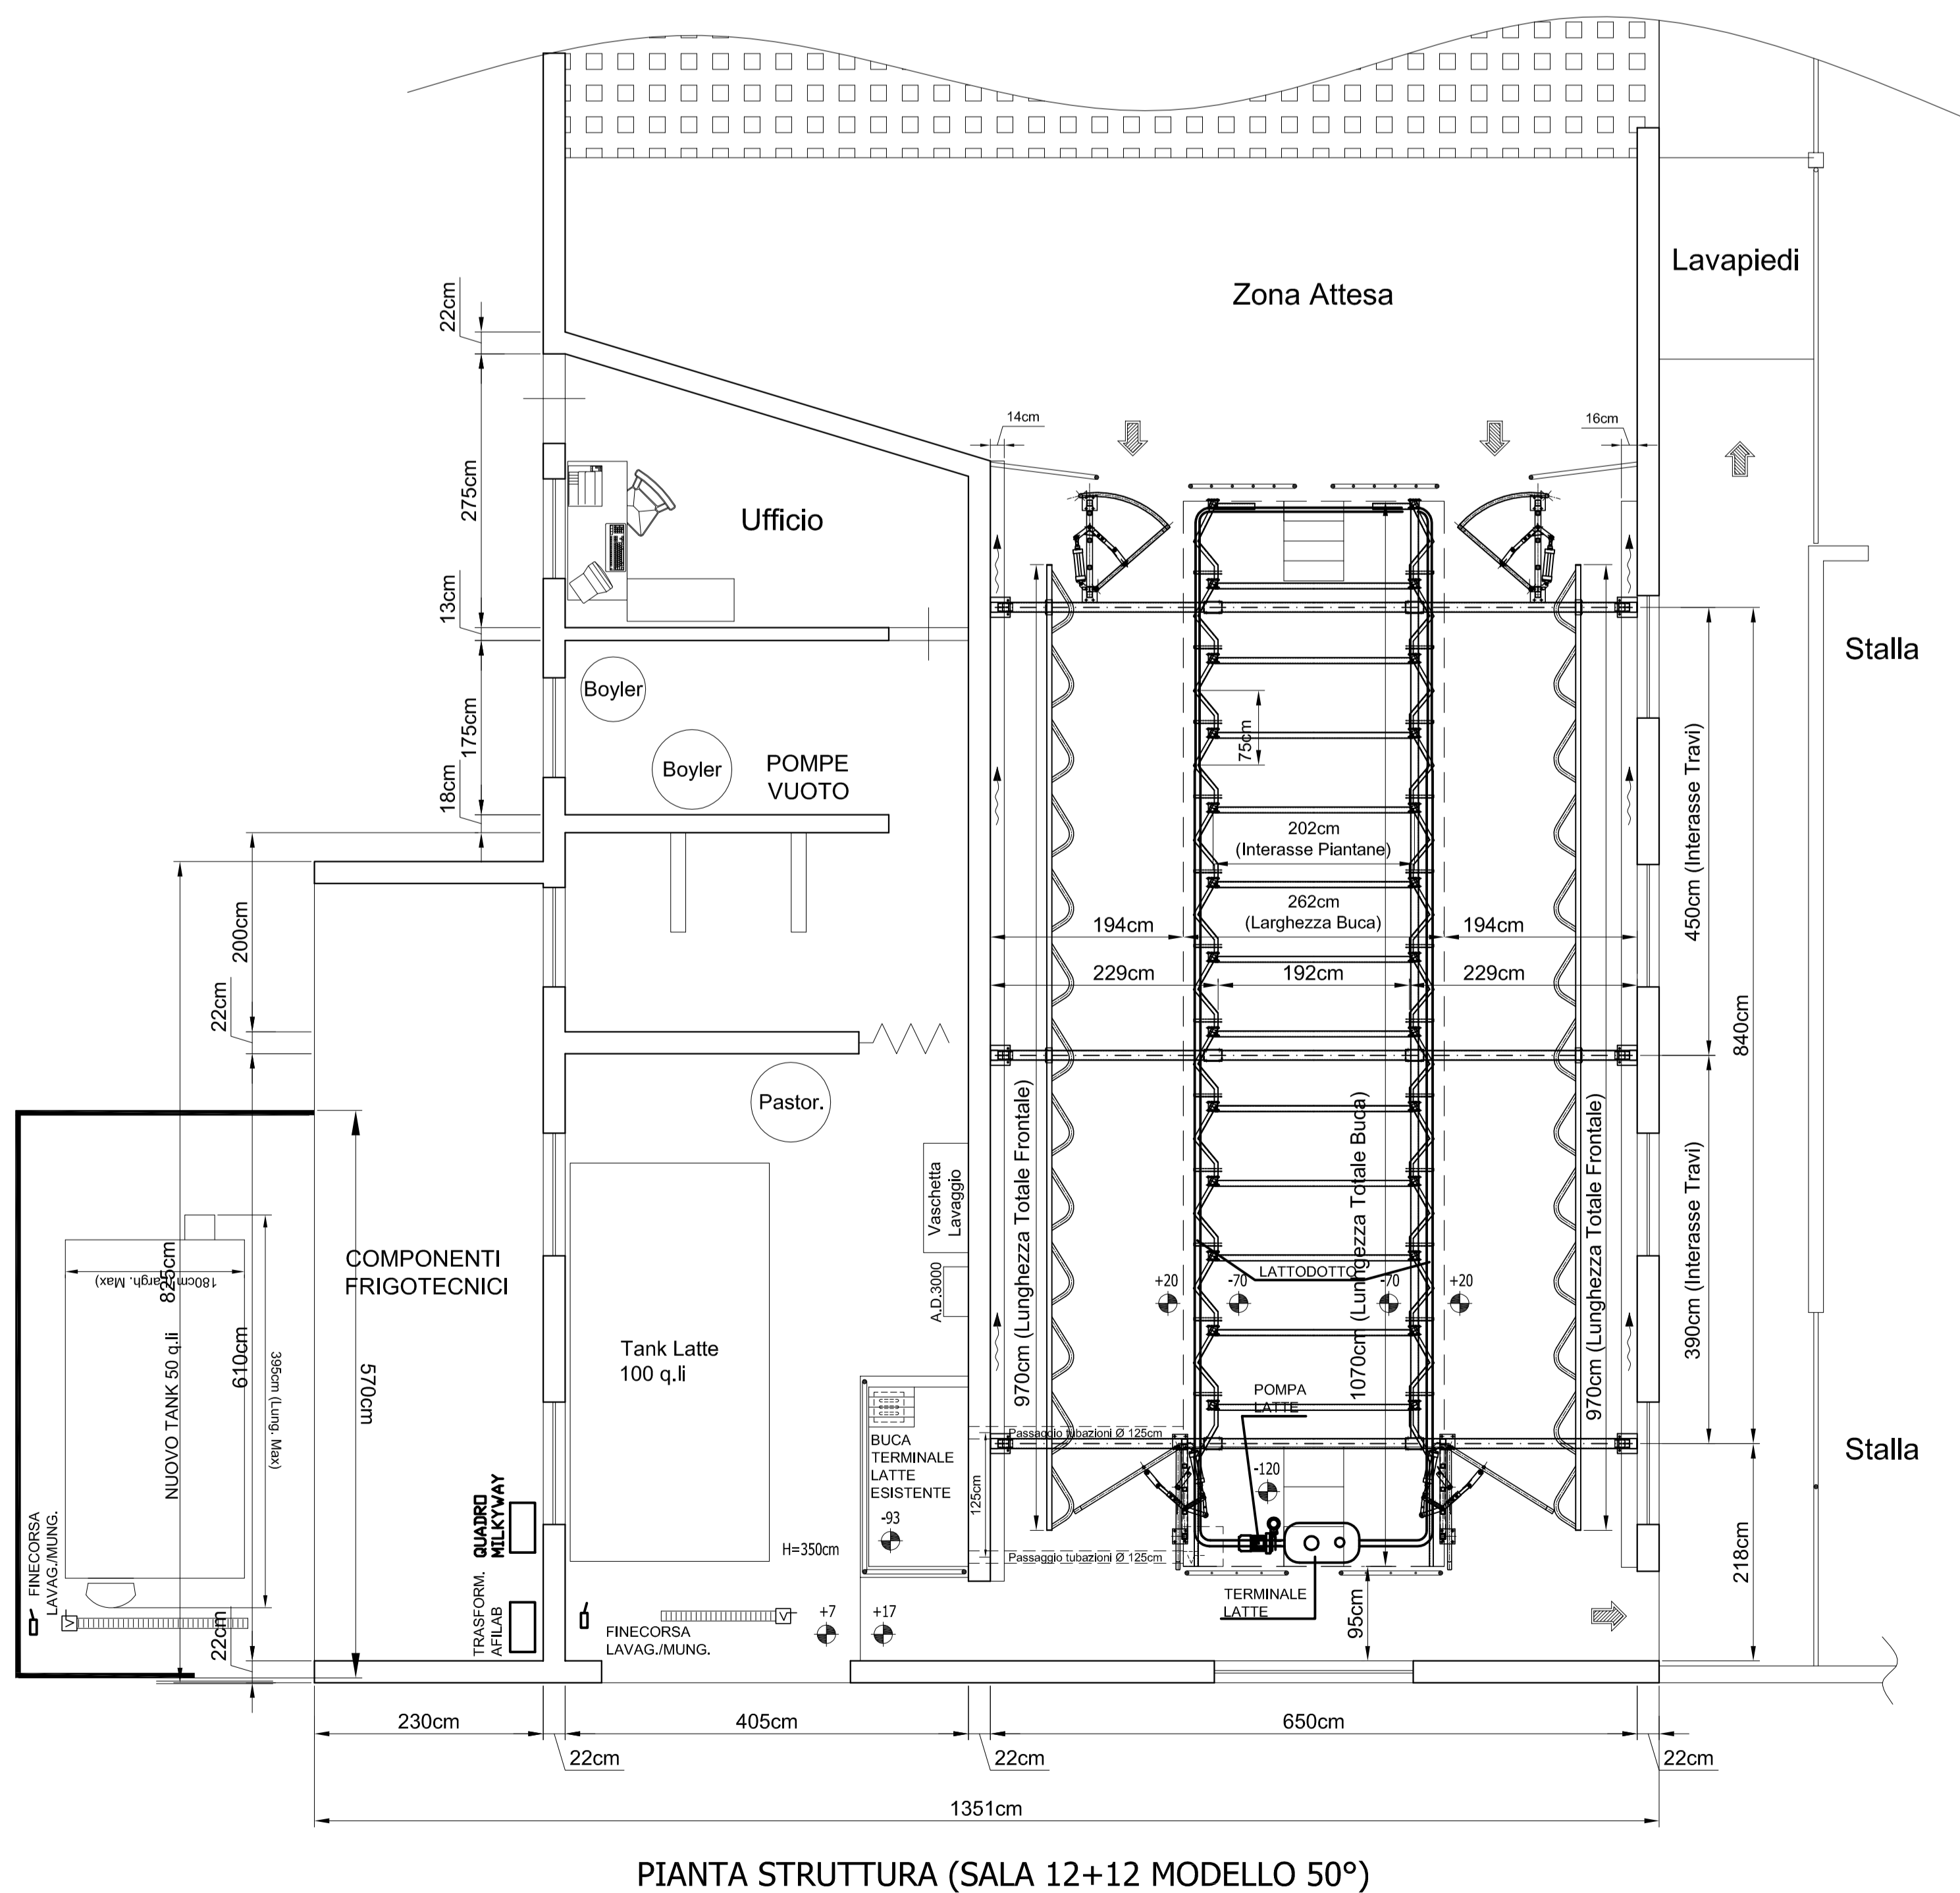 Lavapiedi
Zona Attesa
22cm
14cm
16cm
275cm
Ufficio
13cm
Stalla
Boyler
175cm
Boyler
POMPE
VUOTO
18cm
75cm
450cm (Interasse Travi)
202cm
(Interasse Piantane)
262cm
(Larghezza Buca)
194cm
194cm
229cm
192cm
229cm
200cm
22cm
840cm
Pastor.
970cm (Lunghezza Totale Frontale)
1070cm (Lunghezza Totale Buca)
970cm (Lunghezza Totale Frontale)
390cm (Interasse Travi)
Vaschetta
Lavaggio
A.D.3000
COMPONENTI
FRIGOTECNICI
180cm (Largh. Max)
825cm
NUOVO TANK 50 q.li
610cm
395cm (Lung. Max)
570cm
LATTODOTTO
+20
-70
-70
+20
Tank Latte
100 q.li
POMPA
LATTE
BUCA
TERMINALE
LATTE
ESISTENTE
-93
Passaggio tubazioni Ø 125cm
125cm
Passaggio tubazioni Ø 125cm
-120
Stalla
QUADRO
MILKYWAY
H=350cm
FINECORSA
LAVAG./MUNG.
TRASFORM.
AFILAB
FINECORSA
LAVAG./MUNG.
+7
+17
TERMINALE
LATTE
95cm
218cm
22cm
230cm
405cm
650cm
22cm
22cm
22cm
1351cm
PIANTA STRUTTURA (SALA 12+12 MODELLO 50°)